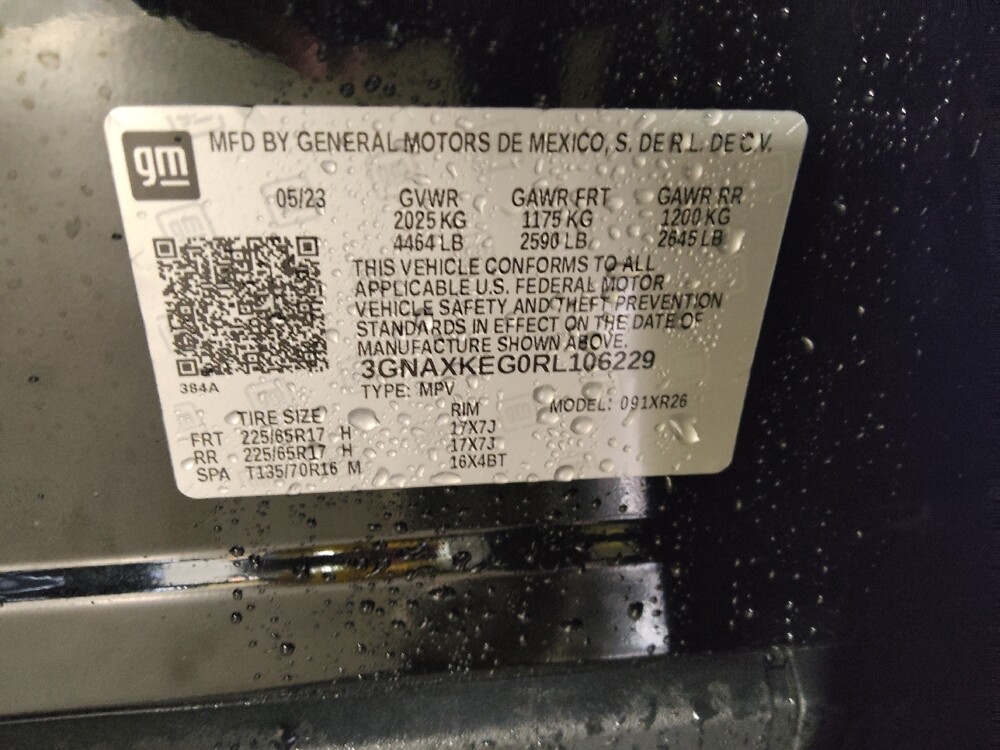 gm
MFD BY GENERAL MOTORS DE MEXICO, S. DE R L. DE C V.
05/23 GVWR GAWR FRT GAWR RR
2025 KG 1175 KG 1200 KG
4464 LB 2590 LB 2645 LB
THIS VEHICLE CONFORMS TO ALL
APPLICABLE U.S. FEDERAL MOTOR
VEHICLE SAFETY AND THEFT PREVENTION
STANDARDS IN EFFECT ON THE DATE OF
MANUFACTURE SHOWN ABOVE.
3GNAXKEG0RL106229
384A TYPE: MPV
TIRE SIZE RIM MODEL: 091XR26
FRT 225/65R17 H 17X7J
RR 225/65R17 H 17X7J
SPA T135/70R16 M 16X4BT